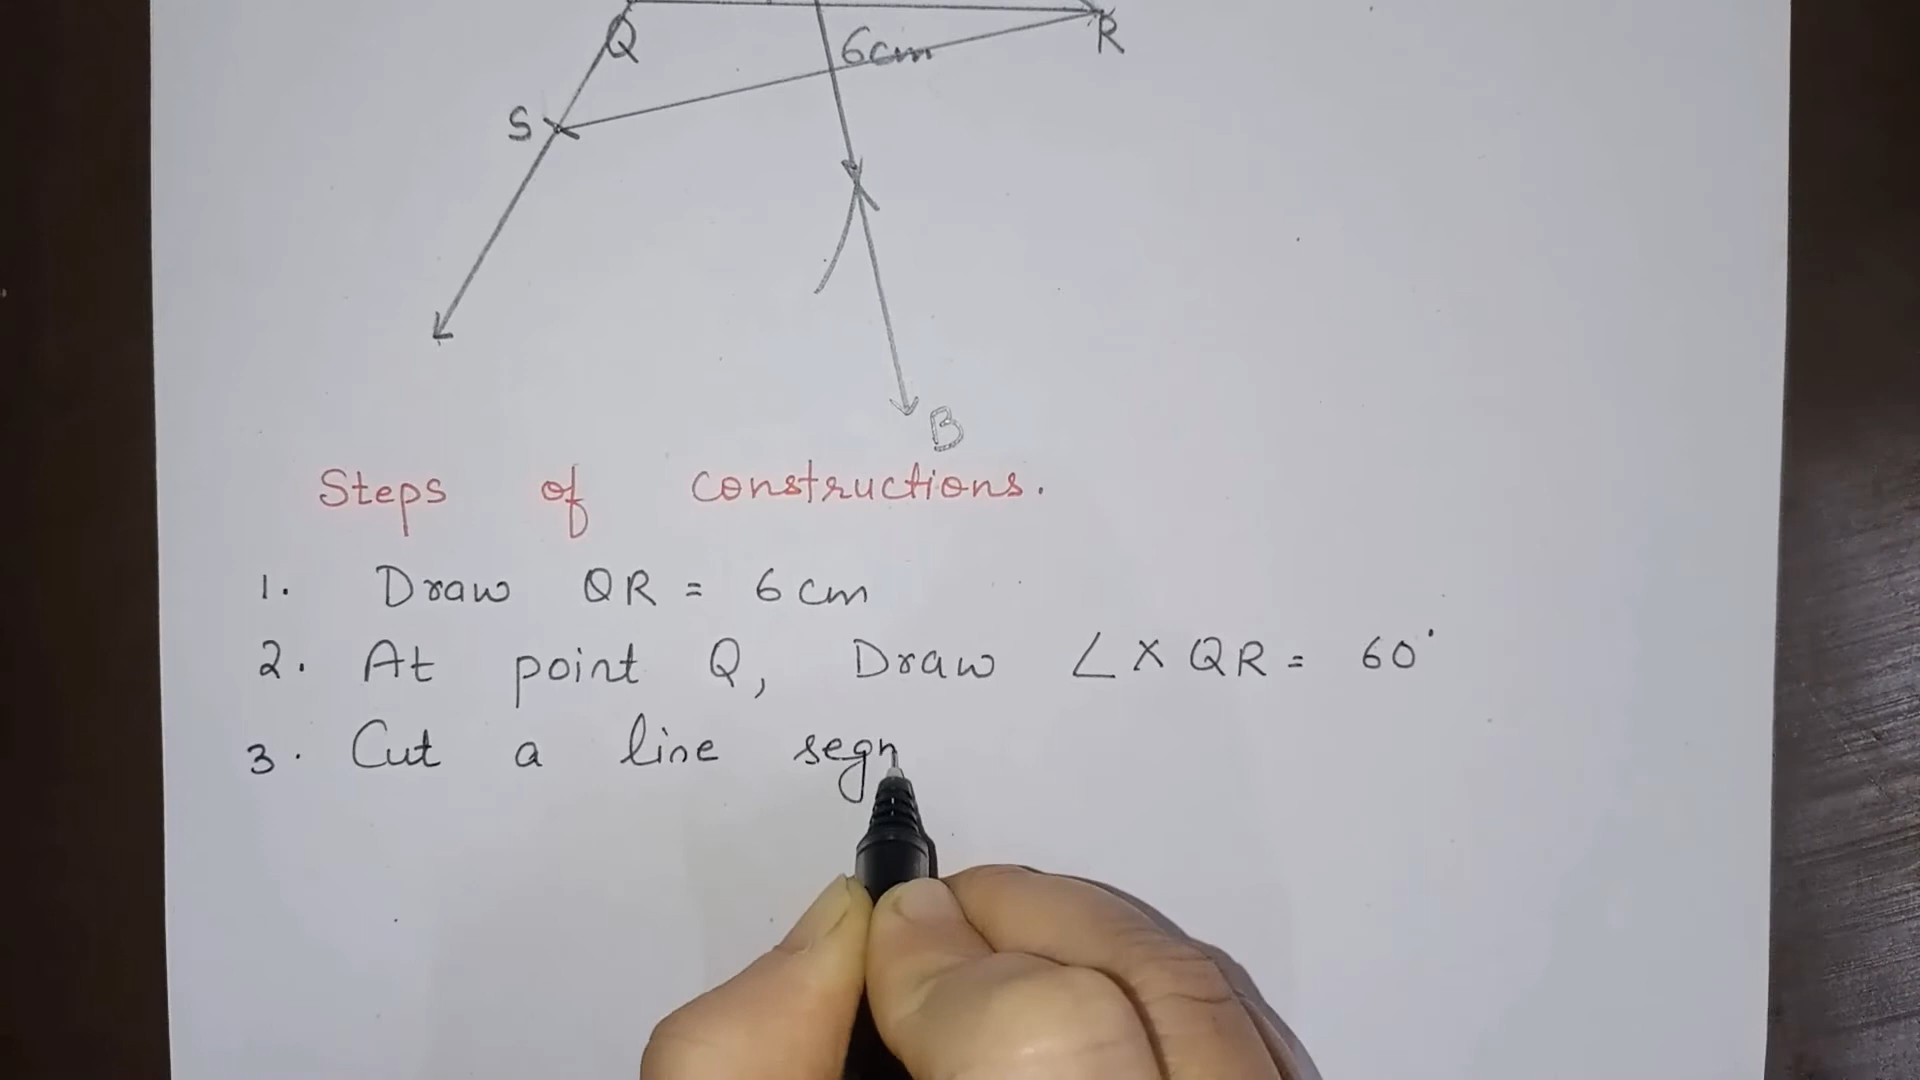 Q
R
6cm
S
B
Steps of constructions.
1. Draw QR = 6 cm
2. At point Q, Draw ∠XQR = 60°
3. Cut a line segn